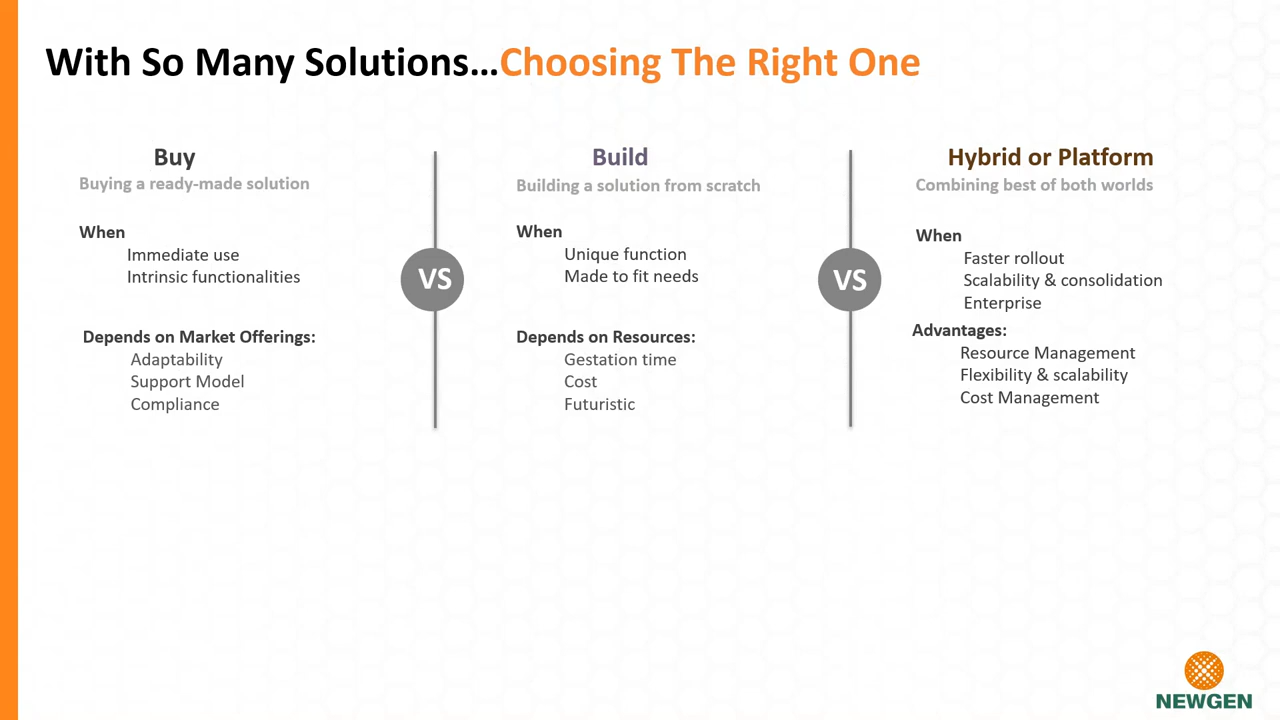 With So Many Solutions...Choosing The Right One
Buy
Buying a ready-made solution
When
Immediate use
Intrinsic functionalities
Depends on Market Offerings:
Adaptability
Support Model
Compliance
VS
Build
Building a solution from scratch
When
Unique function
Made to fit needs
Depends on Resources:
Gestation time
Cost
Futuristic
VS
Hybrid or Platform
Combining best of both worlds
When
Faster rollout
Scalability & consolidation
Enterprise
Advantages:
Resource Management
Flexibility & scalability
Cost Management
NEWGEN